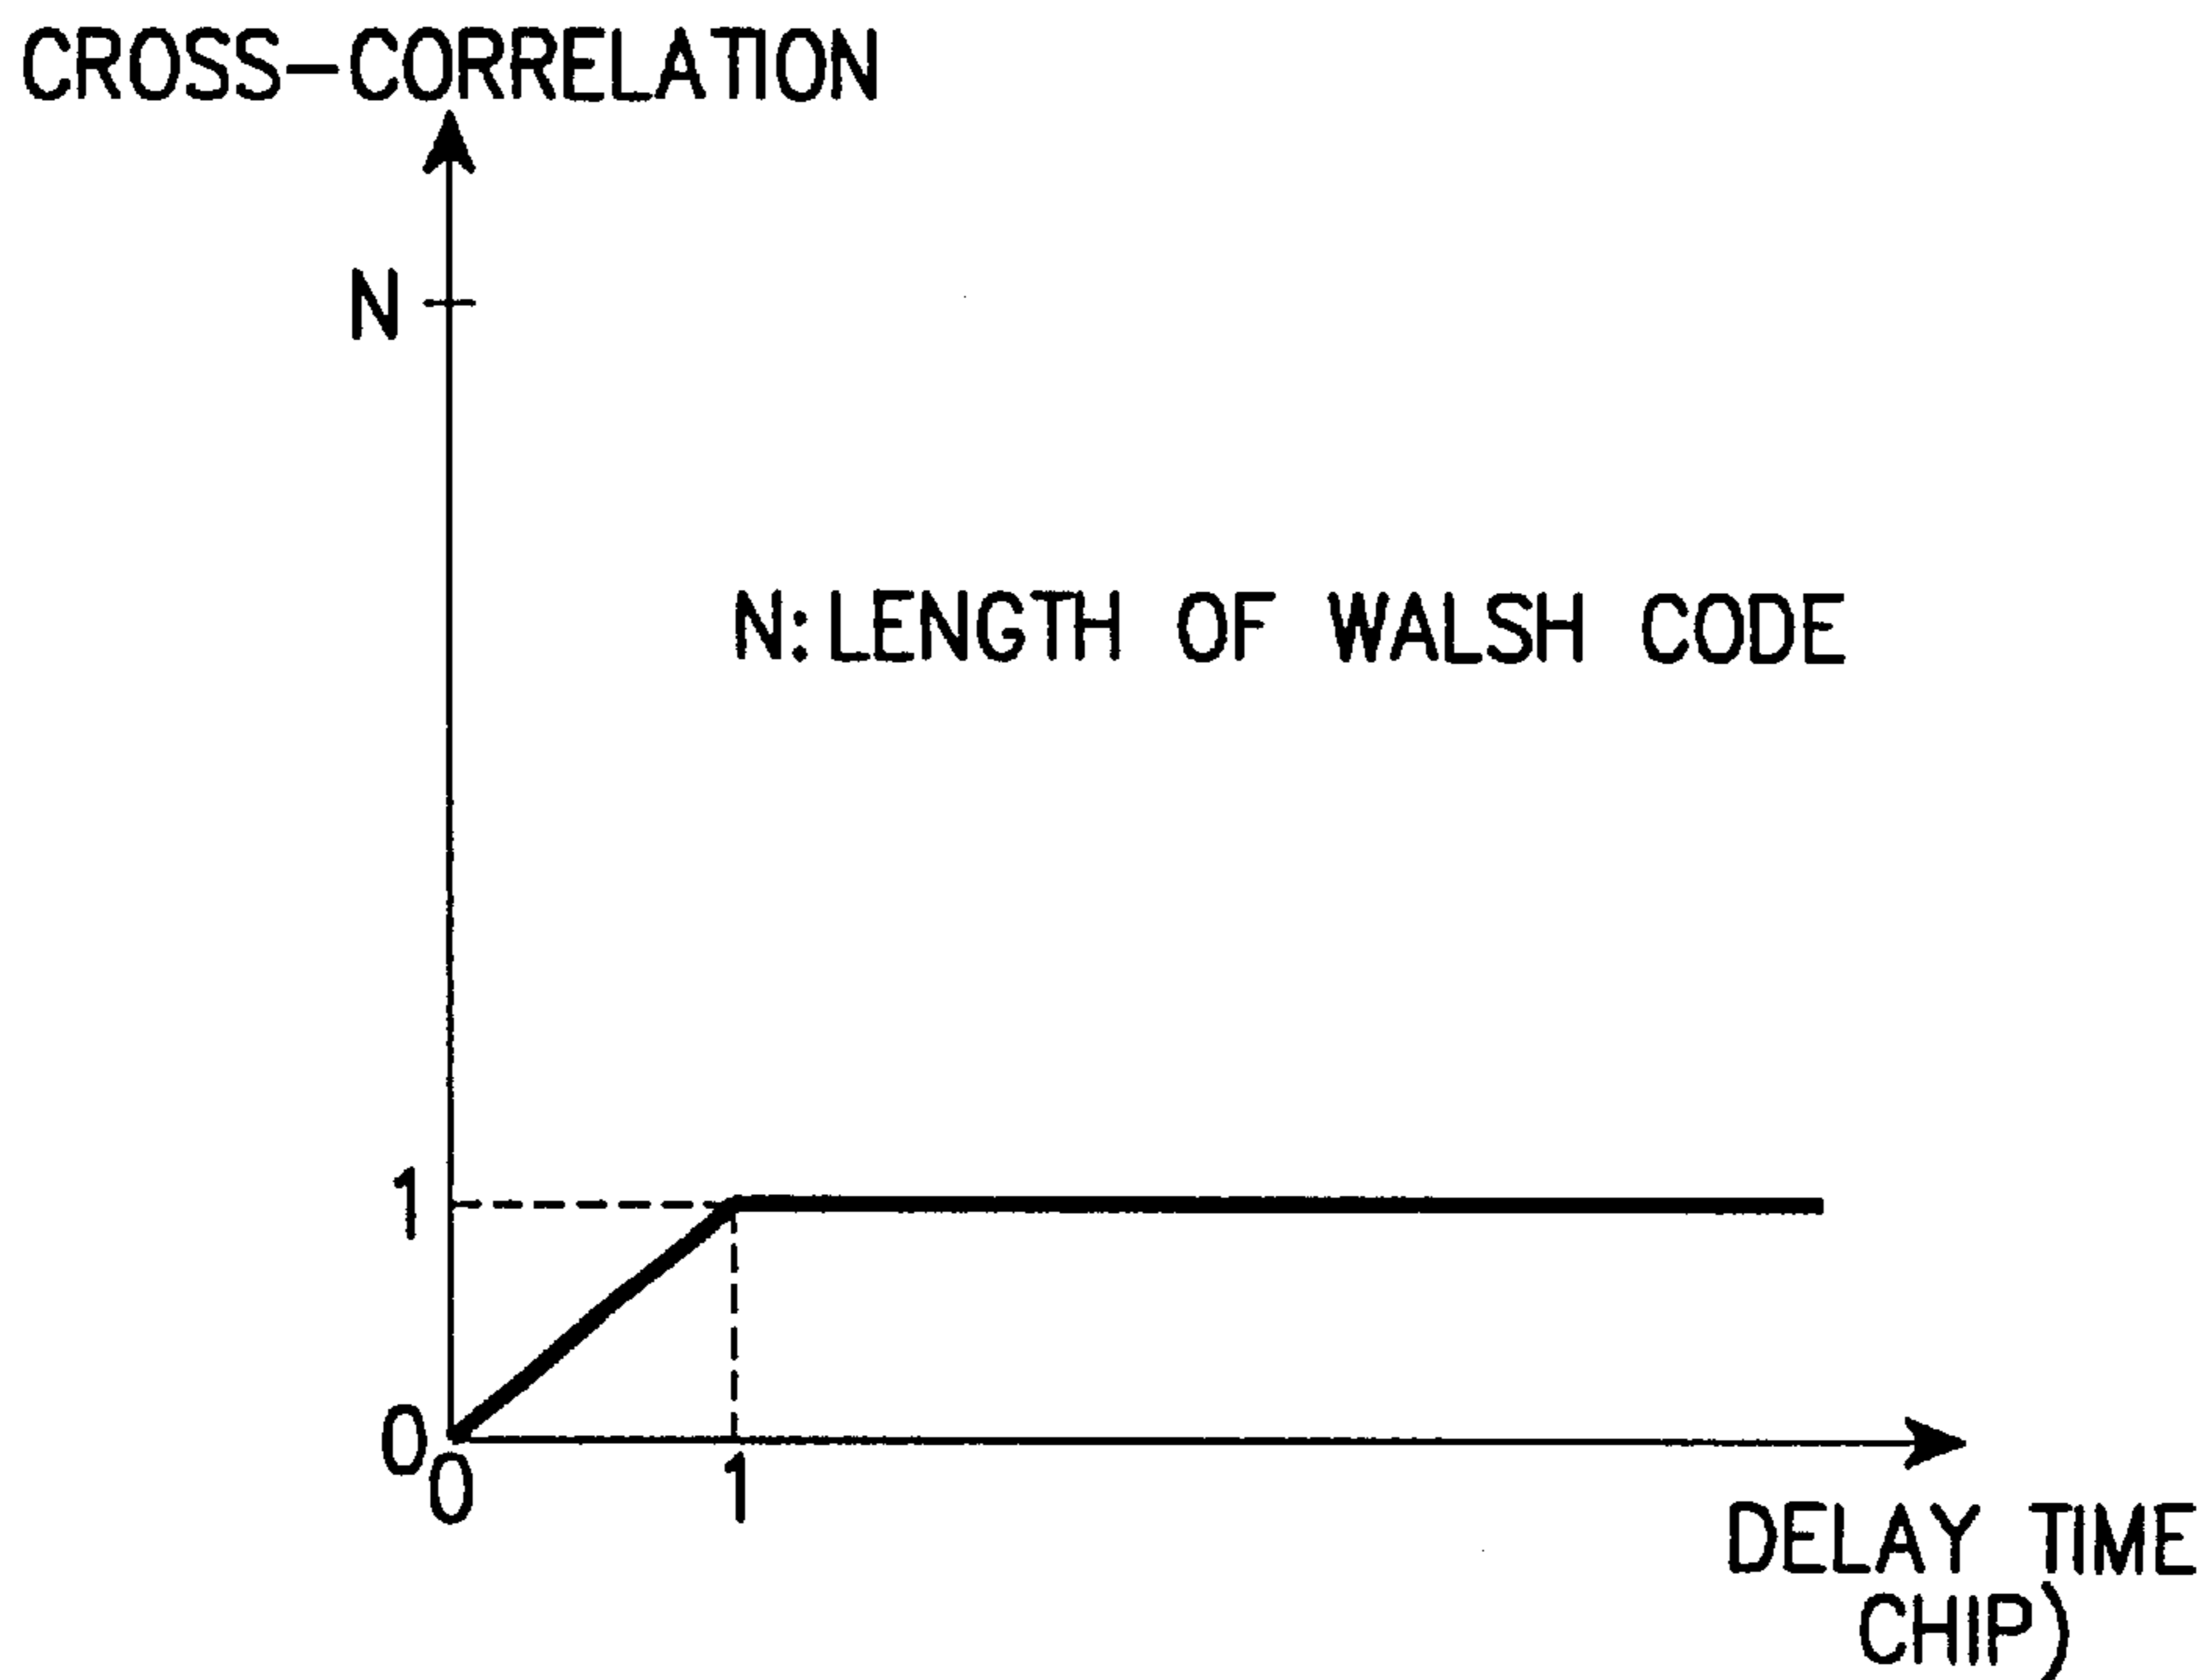 CROSS-CORRELATION
N
N:LENGTH OF WALSH CODE
1
0
0
1
DELAY TIME
CHIP)